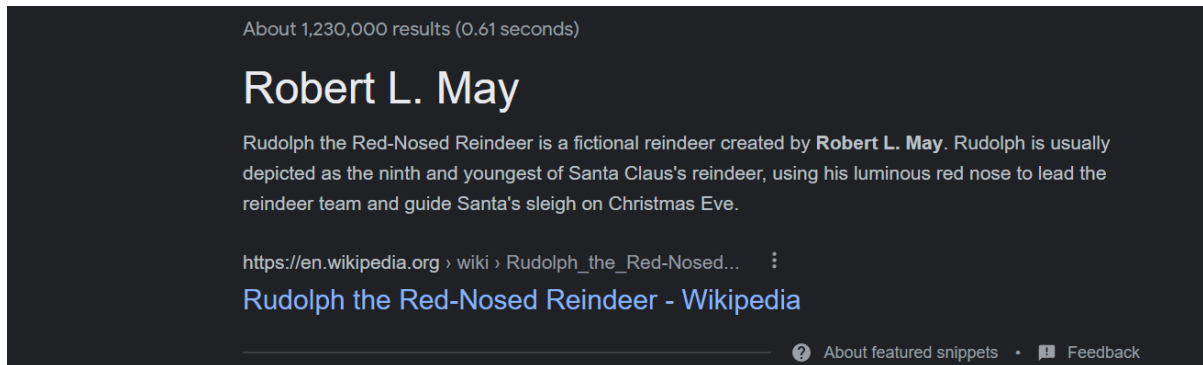 About 1,230,000 results (0.61 seconds)
Robert L. May
Rudolph the Red-Nosed Reindeer is a fictional reindeer created by Robert L. May. Rudolph is usually
depicted as the ninth and youngest of Santa Claus's reindeer, using his luminous red nose to lead the
reindeer team and guide Santa's sleigh on Christmas Eve.
https://en.wikipedia.org › wiki › Rudolph_the_Red-Nosed...
Rudolph the Red-Nosed Reindeer - Wikipedia
About featured snippets • Feedback